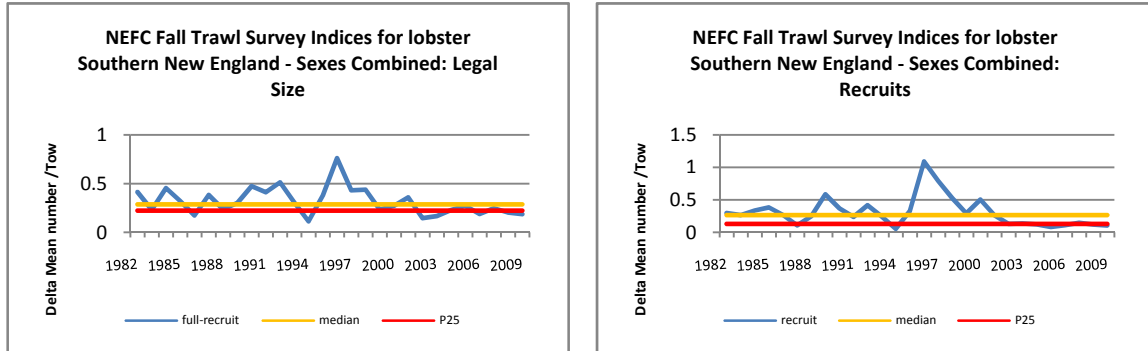 NEFC Fall Trawl Survey Indices for lobster
Southern New England - Sexes Combined: Legal
Size
Delta Mean number /Tow
1
0.5
0
1982 1985 1988 1991 1994 1997 2000 2003 2006 2009
full-recruit median P25
NEFC Fall Trawl Survey Indices for lobster
Southern New England - Sexes Combined:
Recruits
Delta Mean number /Tow
1.5
1
0.5
0
1982 1985 1988 1991 1994 1997 2000 2003 2006 2009
recruit median P25